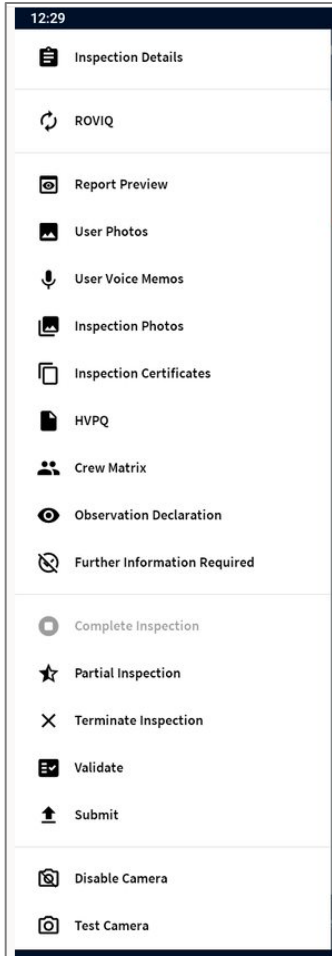 12:29
Inspection Details
ROVIQ
Report Preview
User Photos
User Voice Memos
Inspection Photos
Inspection Certificates
HVPQ
Crew Matrix
Observation Declaration
Further Information Required
Complete Inspection
Partial Inspection
Terminate Inspection
Validate
Submit
Disable Camera
Test Camera